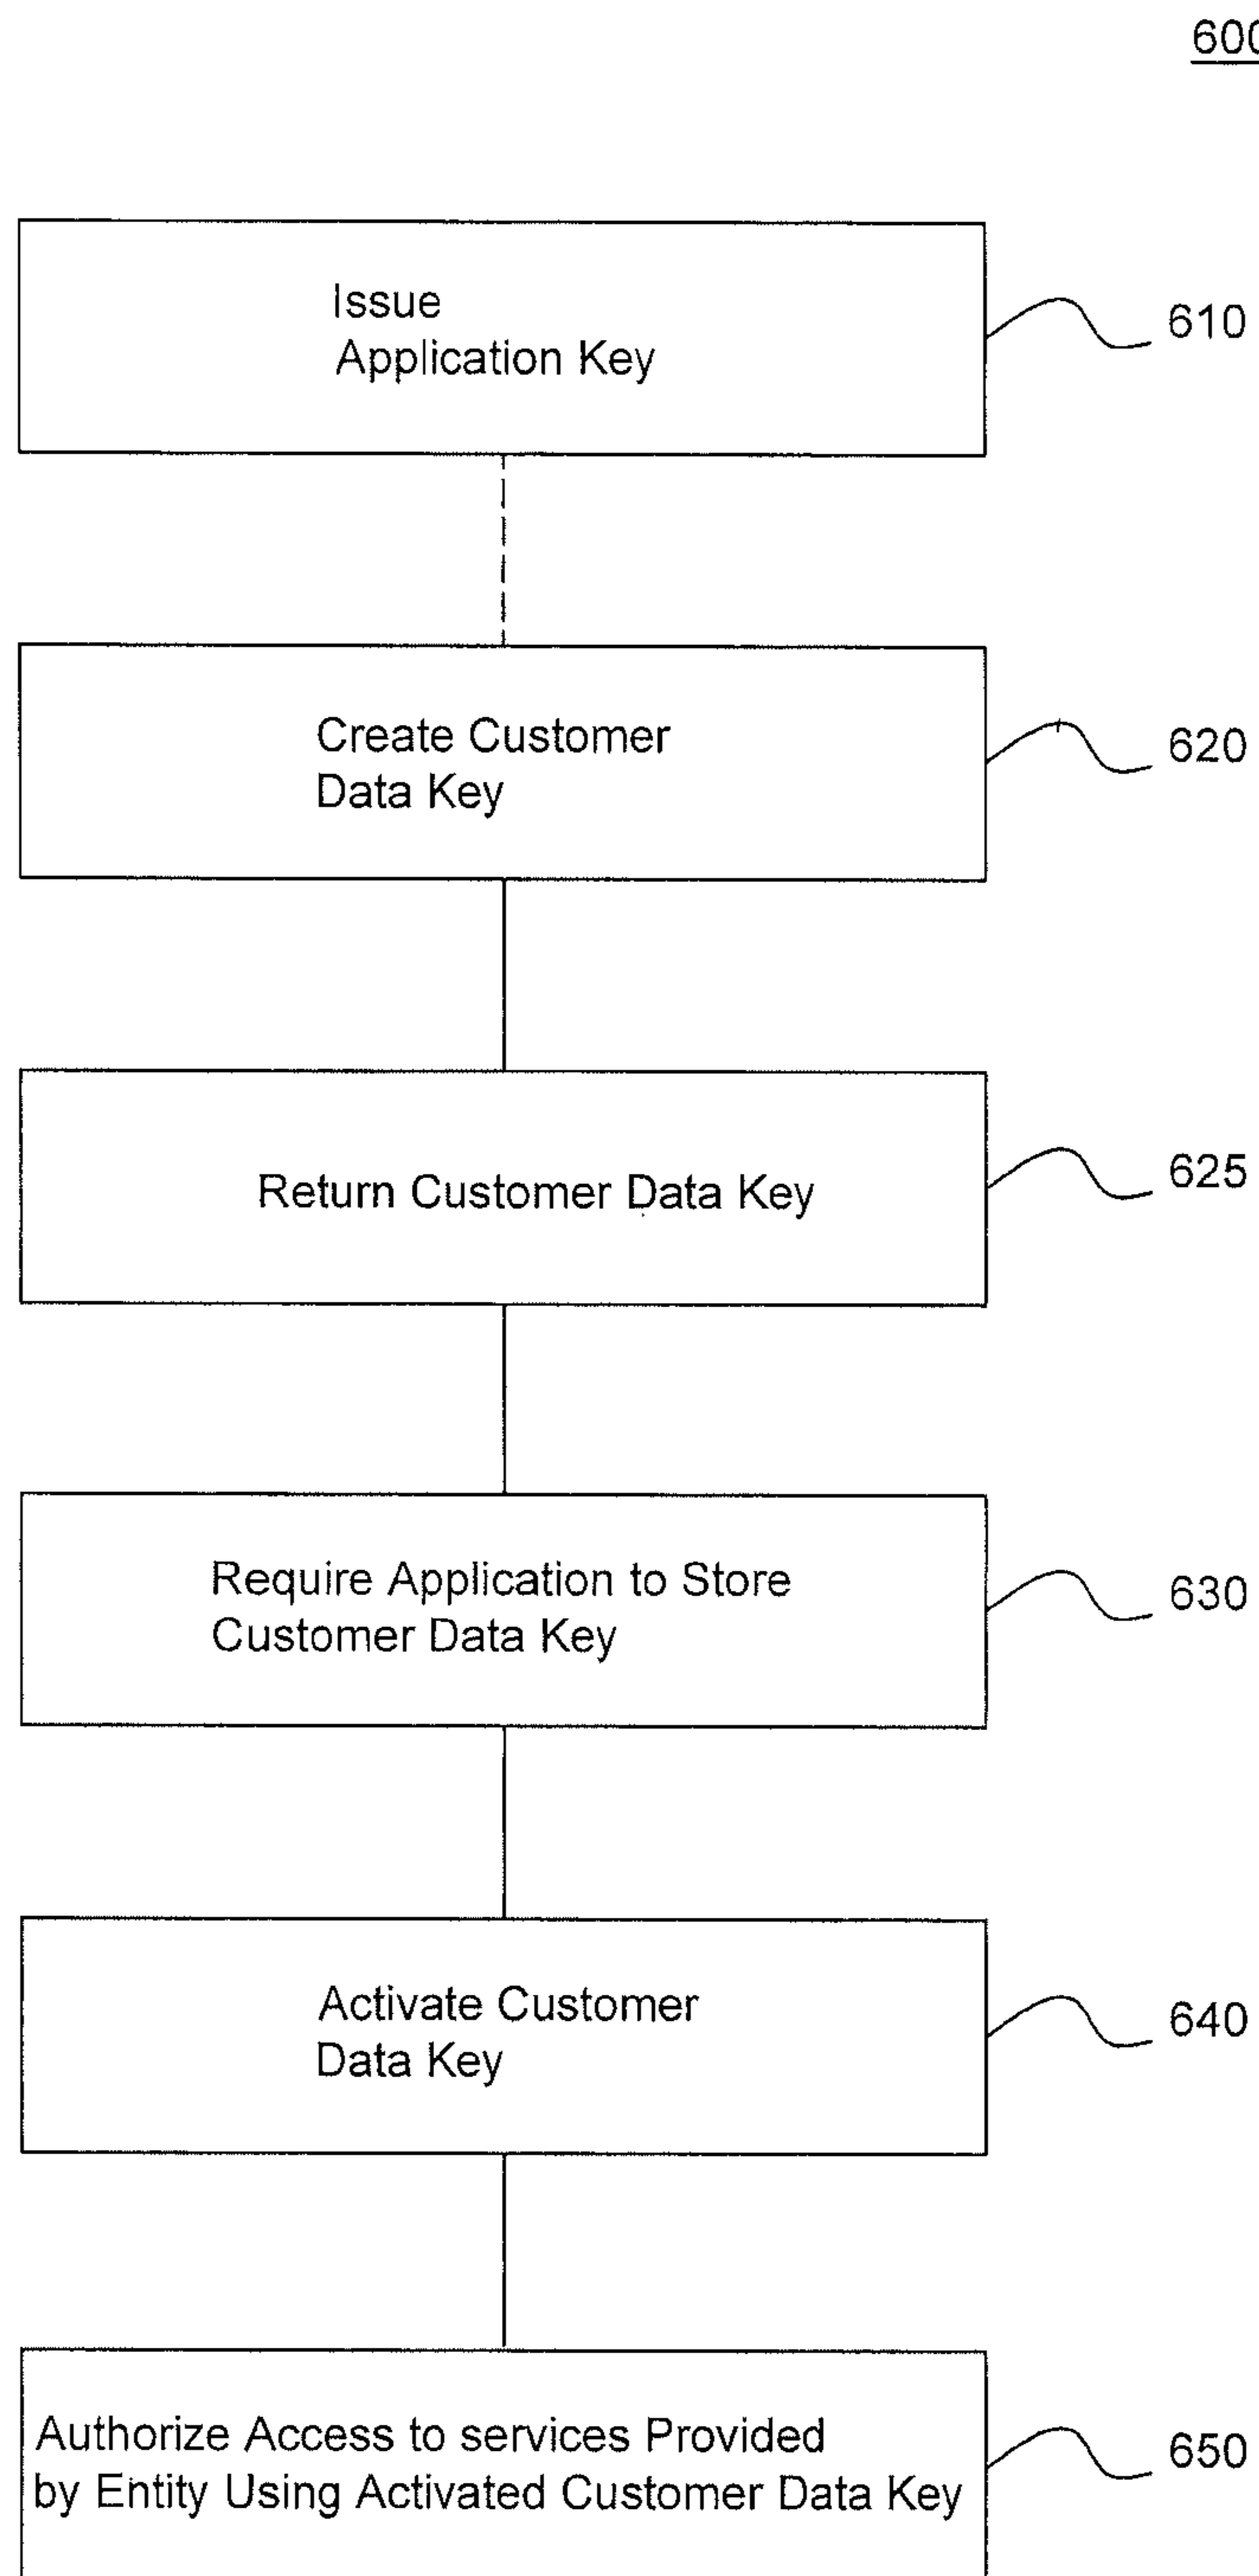 600
Issue
Application Key
610
Create Customer
Data Key
620
Return Customer Data Key
625
Require Application to Store
Customer Data Key
630
Activate Customer
Data Key
640
Authorize Access to services Provided
by Entity Using Activated Customer Data Key
650